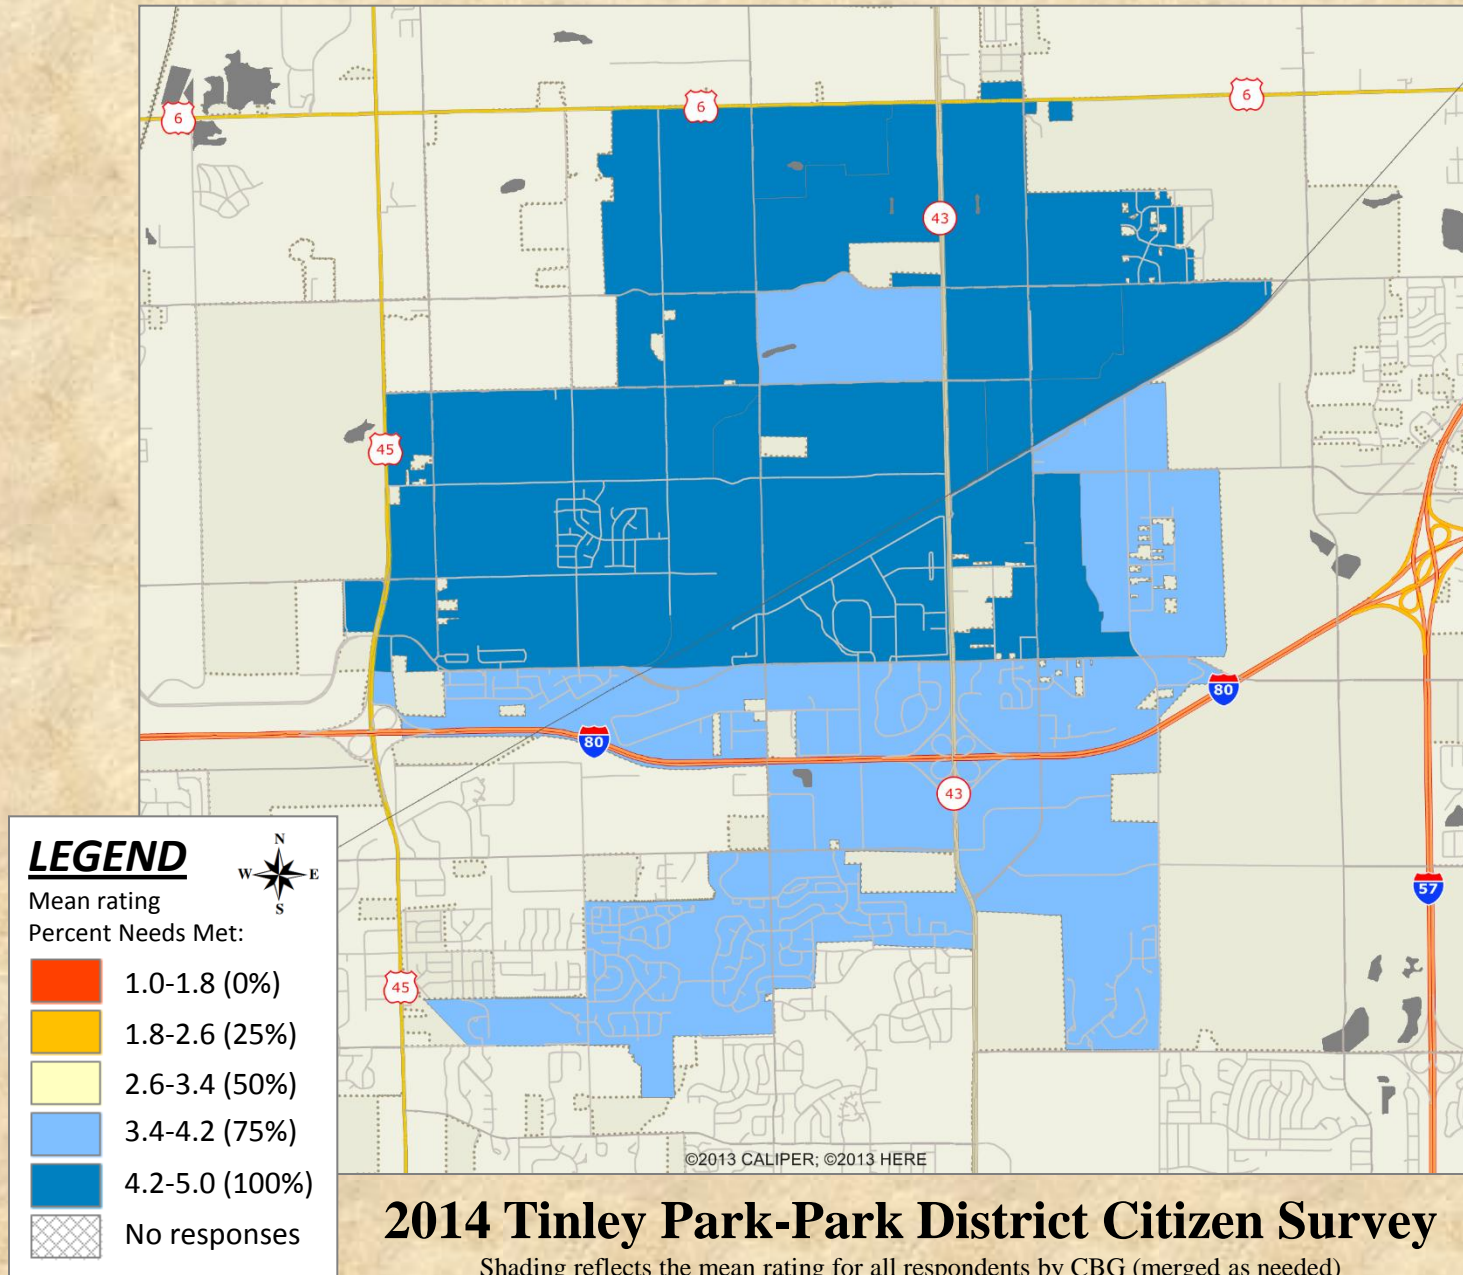 6
6
6
43
45
80
80
43
57
45
©2013 CALIPER; ©2013 HERE
LEGEND
N
W E
S
Mean rating
Percent Needs Met:
1.0-1.8 (0%)
1.8-2.6 (25%)
2.6-3.4 (50%)
3.4-4.2 (75%)
4.2-5.0 (100%)
No responses
2014 Tinley Park-Park District Citizen Survey
Shading reflects the mean rating for all respondents by CBG (merged as needed)